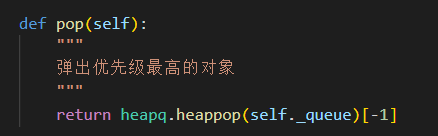 def pop(self):
    """
    弹出优先级最高的对象
    """
    return heapq.heappop(self._queue)[-1]